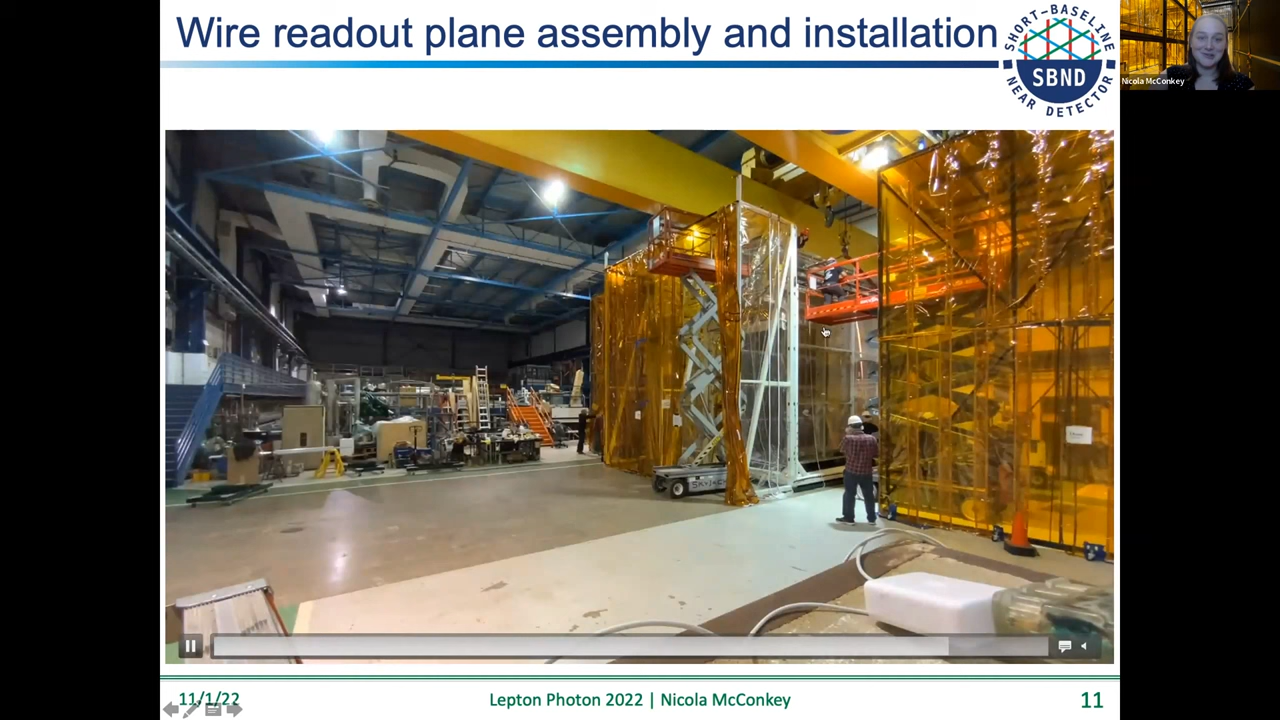 Wire readout plane assembly and installation
SHORT-BASELINE
SBND
NEAR DETECTOR
Nicola McConkey
SKYJACK
11/1/22
Lepton Photon 2022 | Nicola McConkey
11